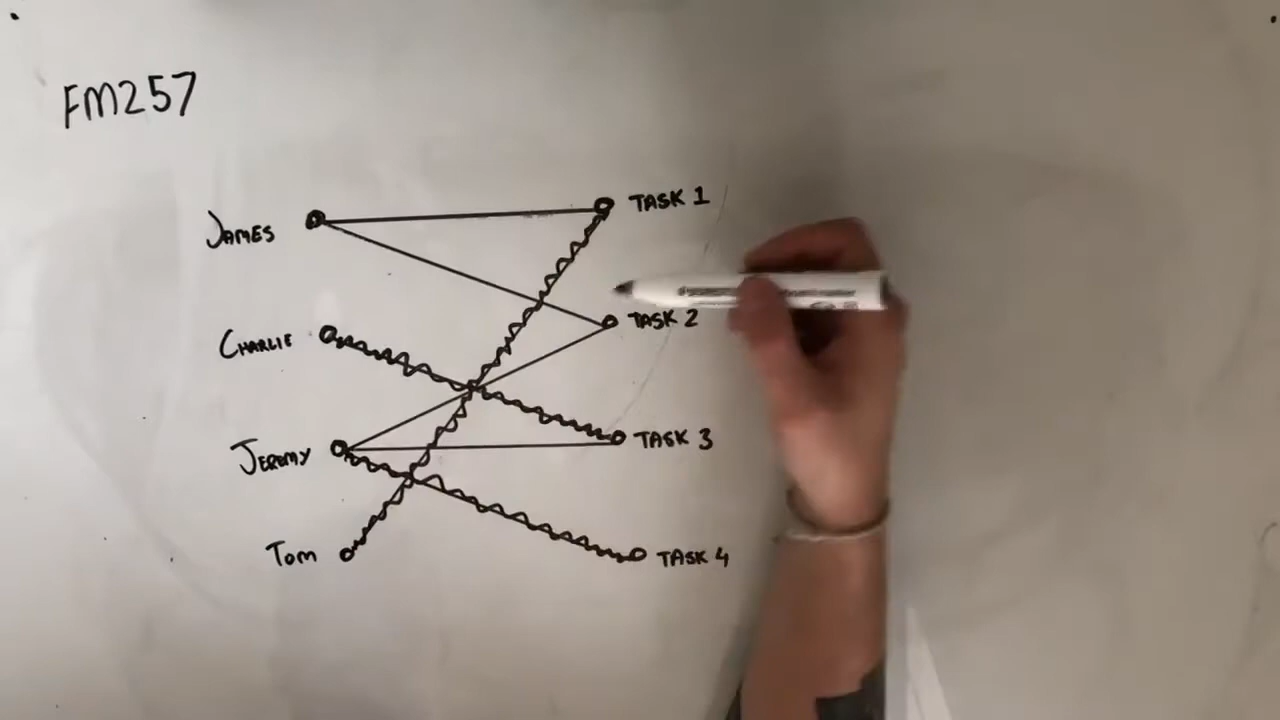 FM257
JAMES
TASK 1
CHARLIE
TASK 2
JEREMY
TASK 3
TOM
TASK 4